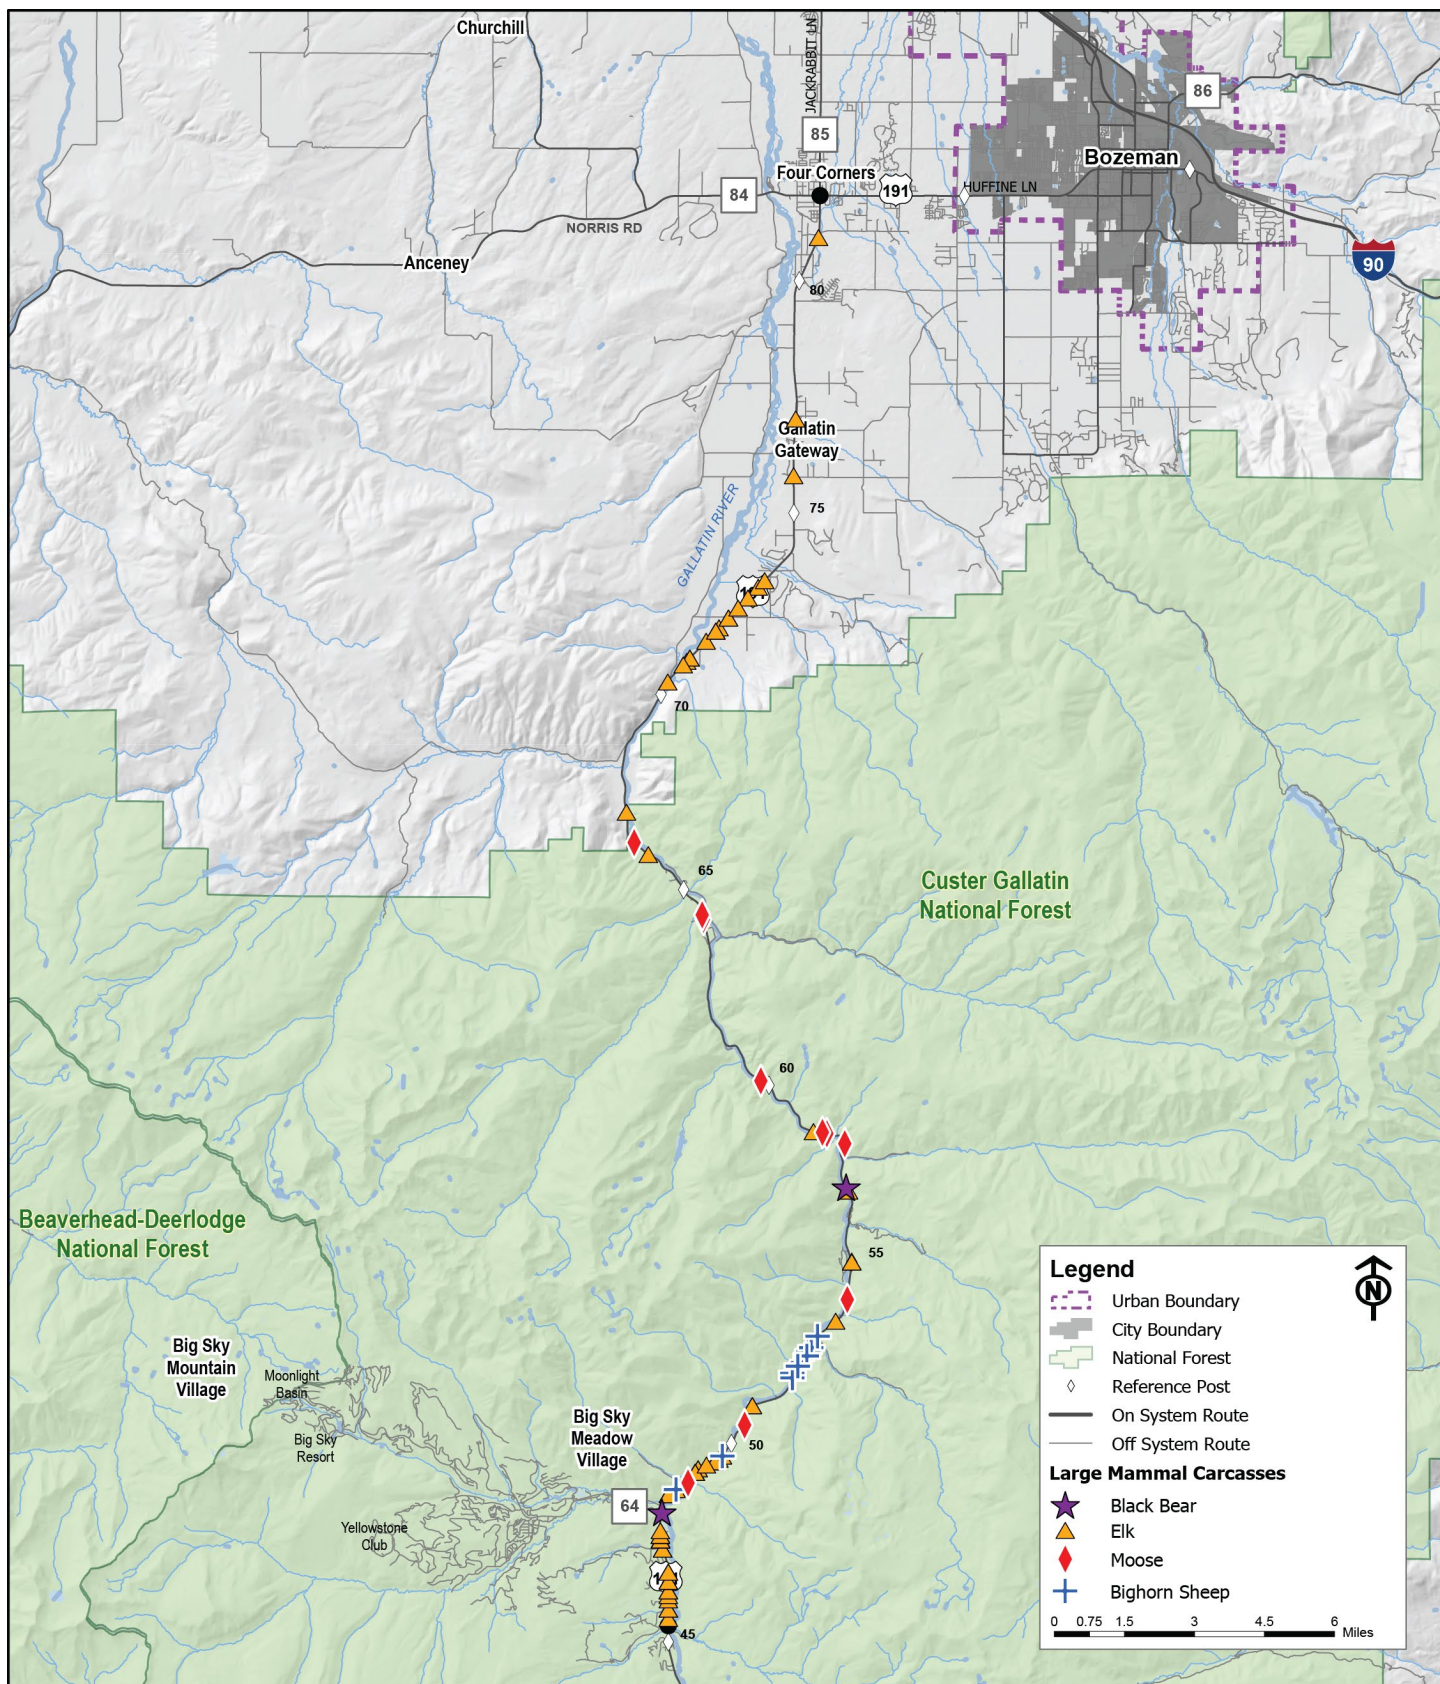 Churchill
JACKRABBIT LN
86
85
Bozeman
Four Corners
84
191
HUFFINE LN
NORRIS RD
Anceney
90
80
Gallatin
Gateway
75
GALLATIN RIVER
70
65
Custer Gallatin
National Forest
60
Beaverhead-Deerlodge
National Forest
55
Big Sky
Mountain
Village
Moonlight
Basin
Big Sky
Resort
Big Sky
Meadow
Village
50
64
Yellowstone
Club
45
Legend
N
Urban Boundary
City Boundary
National Forest
Reference Post
On System Route
Off System Route
Large Mammal Carcasses
Black Bear
Elk
Moose
Bighorn Sheep
0 0.75 1.5 3 4.5 6
Miles